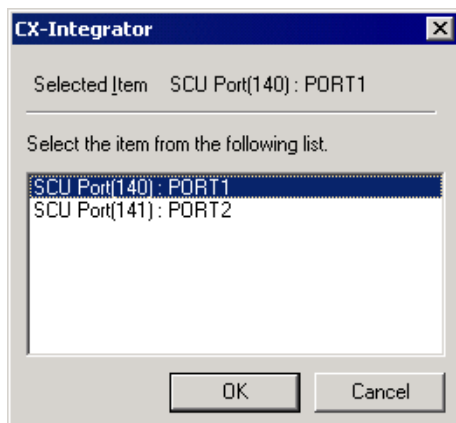 CX-Integrator
Selected Item SCU Port(140) : PORT1
Select the item from the following list.
SCU Port(140) : PORT1
SCU Port(141) : PORT2
OK Cancel